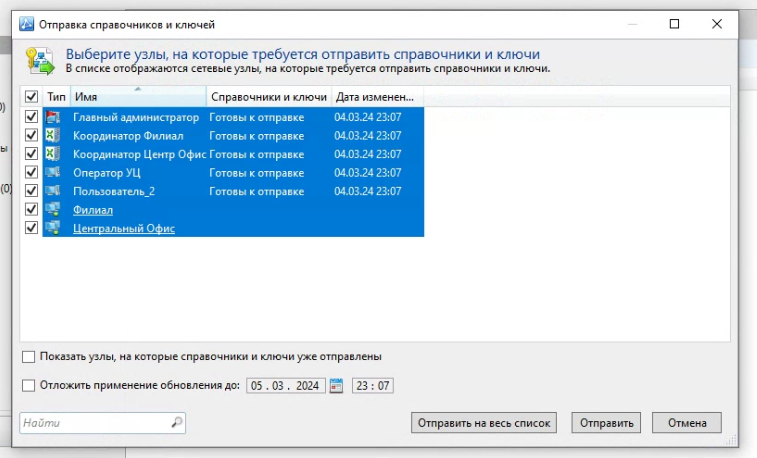 Отправка справочников и ключей
Выберите узлы, на которые требуется отправить справочники и ключи
В списке отображаются сетевые узлы, на которые требуется отправить справочники и ключи.
Тип Имя Справочники и ключи Дата изменен...
Главный администратор Готовы к отправке 04.03.24 23:07
Координатор Филиал Готовы к отправке 04.03.24 23:07
Координатор Центр Офис Готовы к отправке 04.03.24 23:07
Оператор УЦ Готовы к отправке 04.03.24 23:07
Пользователь_2 Готовы к отправке 04.03.24 23:07
Филиал
Центральный Офис
Показать узлы, на которые справочники и ключи уже отправлены
Отложить применение обновления до: 05 . 03 . 2024 23 : 07
Найти Отправить на весь список Отправить Отмена